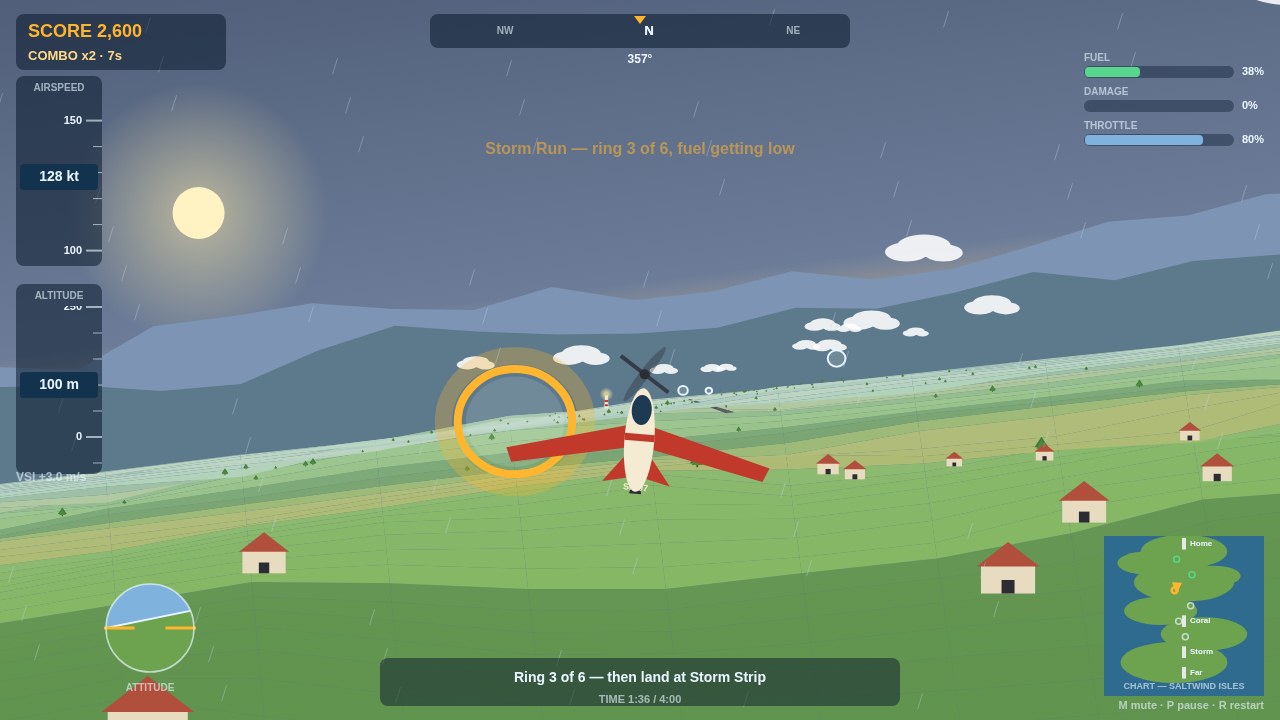 SCORE 2,600
COMBO x2 · 7s
NW
N
NE
357°
FUEL
38%
DAMAGE
0%
THROTTLE
80%
AIRSPEED
150
128 kt
100
Storm Run — ring 3 of 6, fuel getting low
ALTITUDE
250
100 m
0
VSI +3.0 m/s
ATTITUDE
Ring 3 of 6 — then land at Storm Strip
TIME 1:36 / 4:00
Home
Coral
Storm
Far
CHART — SALTWIND ISLES
M mute · P pause · R restart